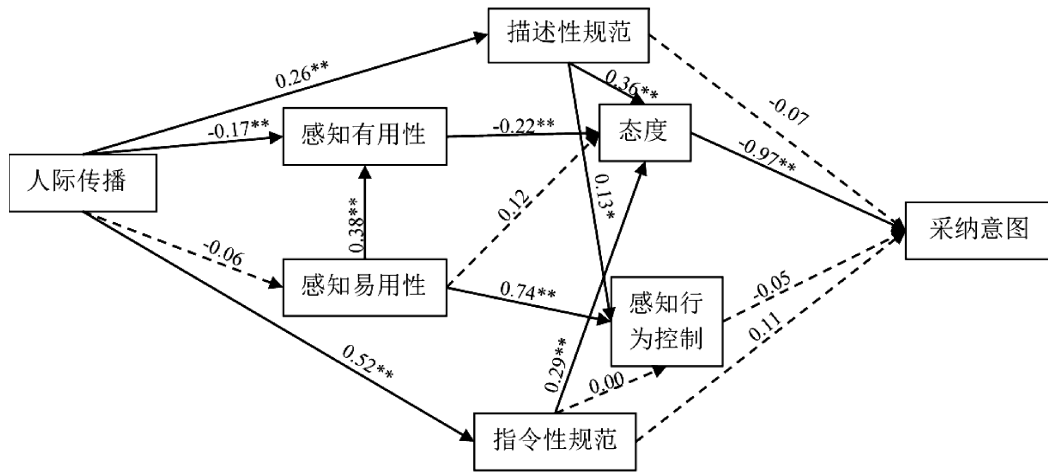 描述性规范
0.26**
0.36**
-0.07
-0.17**
感知有用性
-0.22**
态度
人际传播
-0.97**
0.38**
0.12
0.13*
采纳意图
-0.06
感知易用性
0.74**
感知行
为控制
-0.05
0.52**
0.29**
0.00
0.11
指令性规范